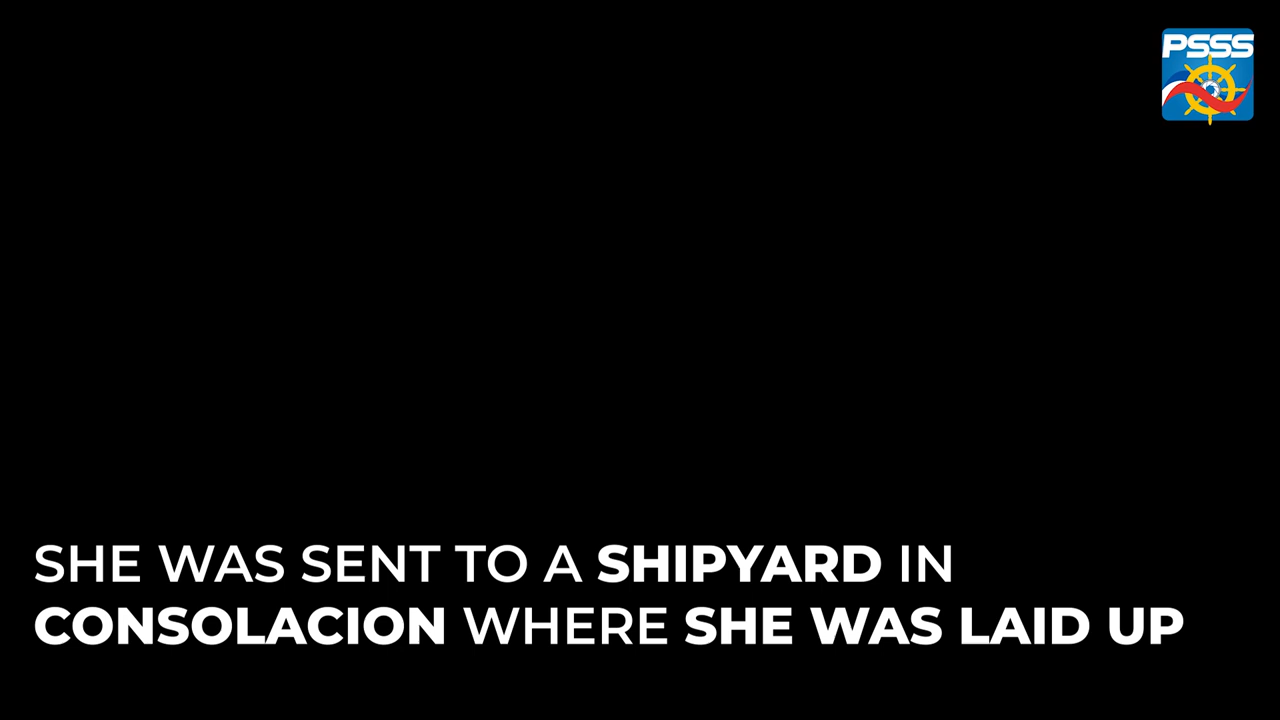 PSSS
SHE WAS SENT TO A SHIPYARD IN
CONSOLACION WHERE SHE WAS LAID UP